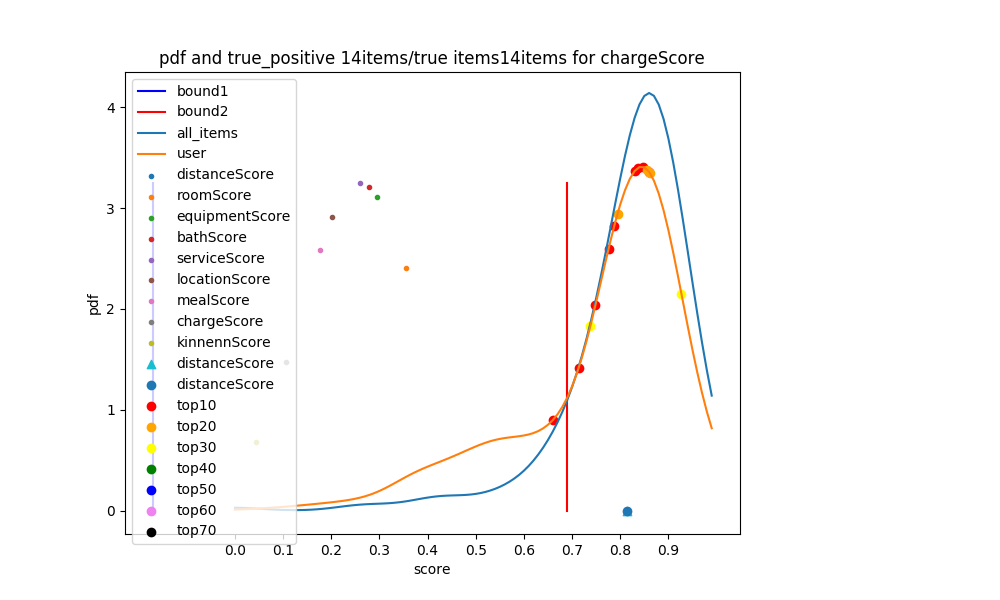 pdf and true_positive 14items/true items14items for chargeScore
bound1
bound2
all_items
user
distanceScore
roomScore
equipmentScore
bathScore
serviceScore
locationScore
mealScore
chargeScore
kinnennScore
distanceScore
distanceScore
top10
top20
top30
top40
top50
top60
top70
pdf
4
3
2
1
0
0.0 0.1 0.2 0.3 0.4 0.5 0.6 0.7 0.8 0.9
score